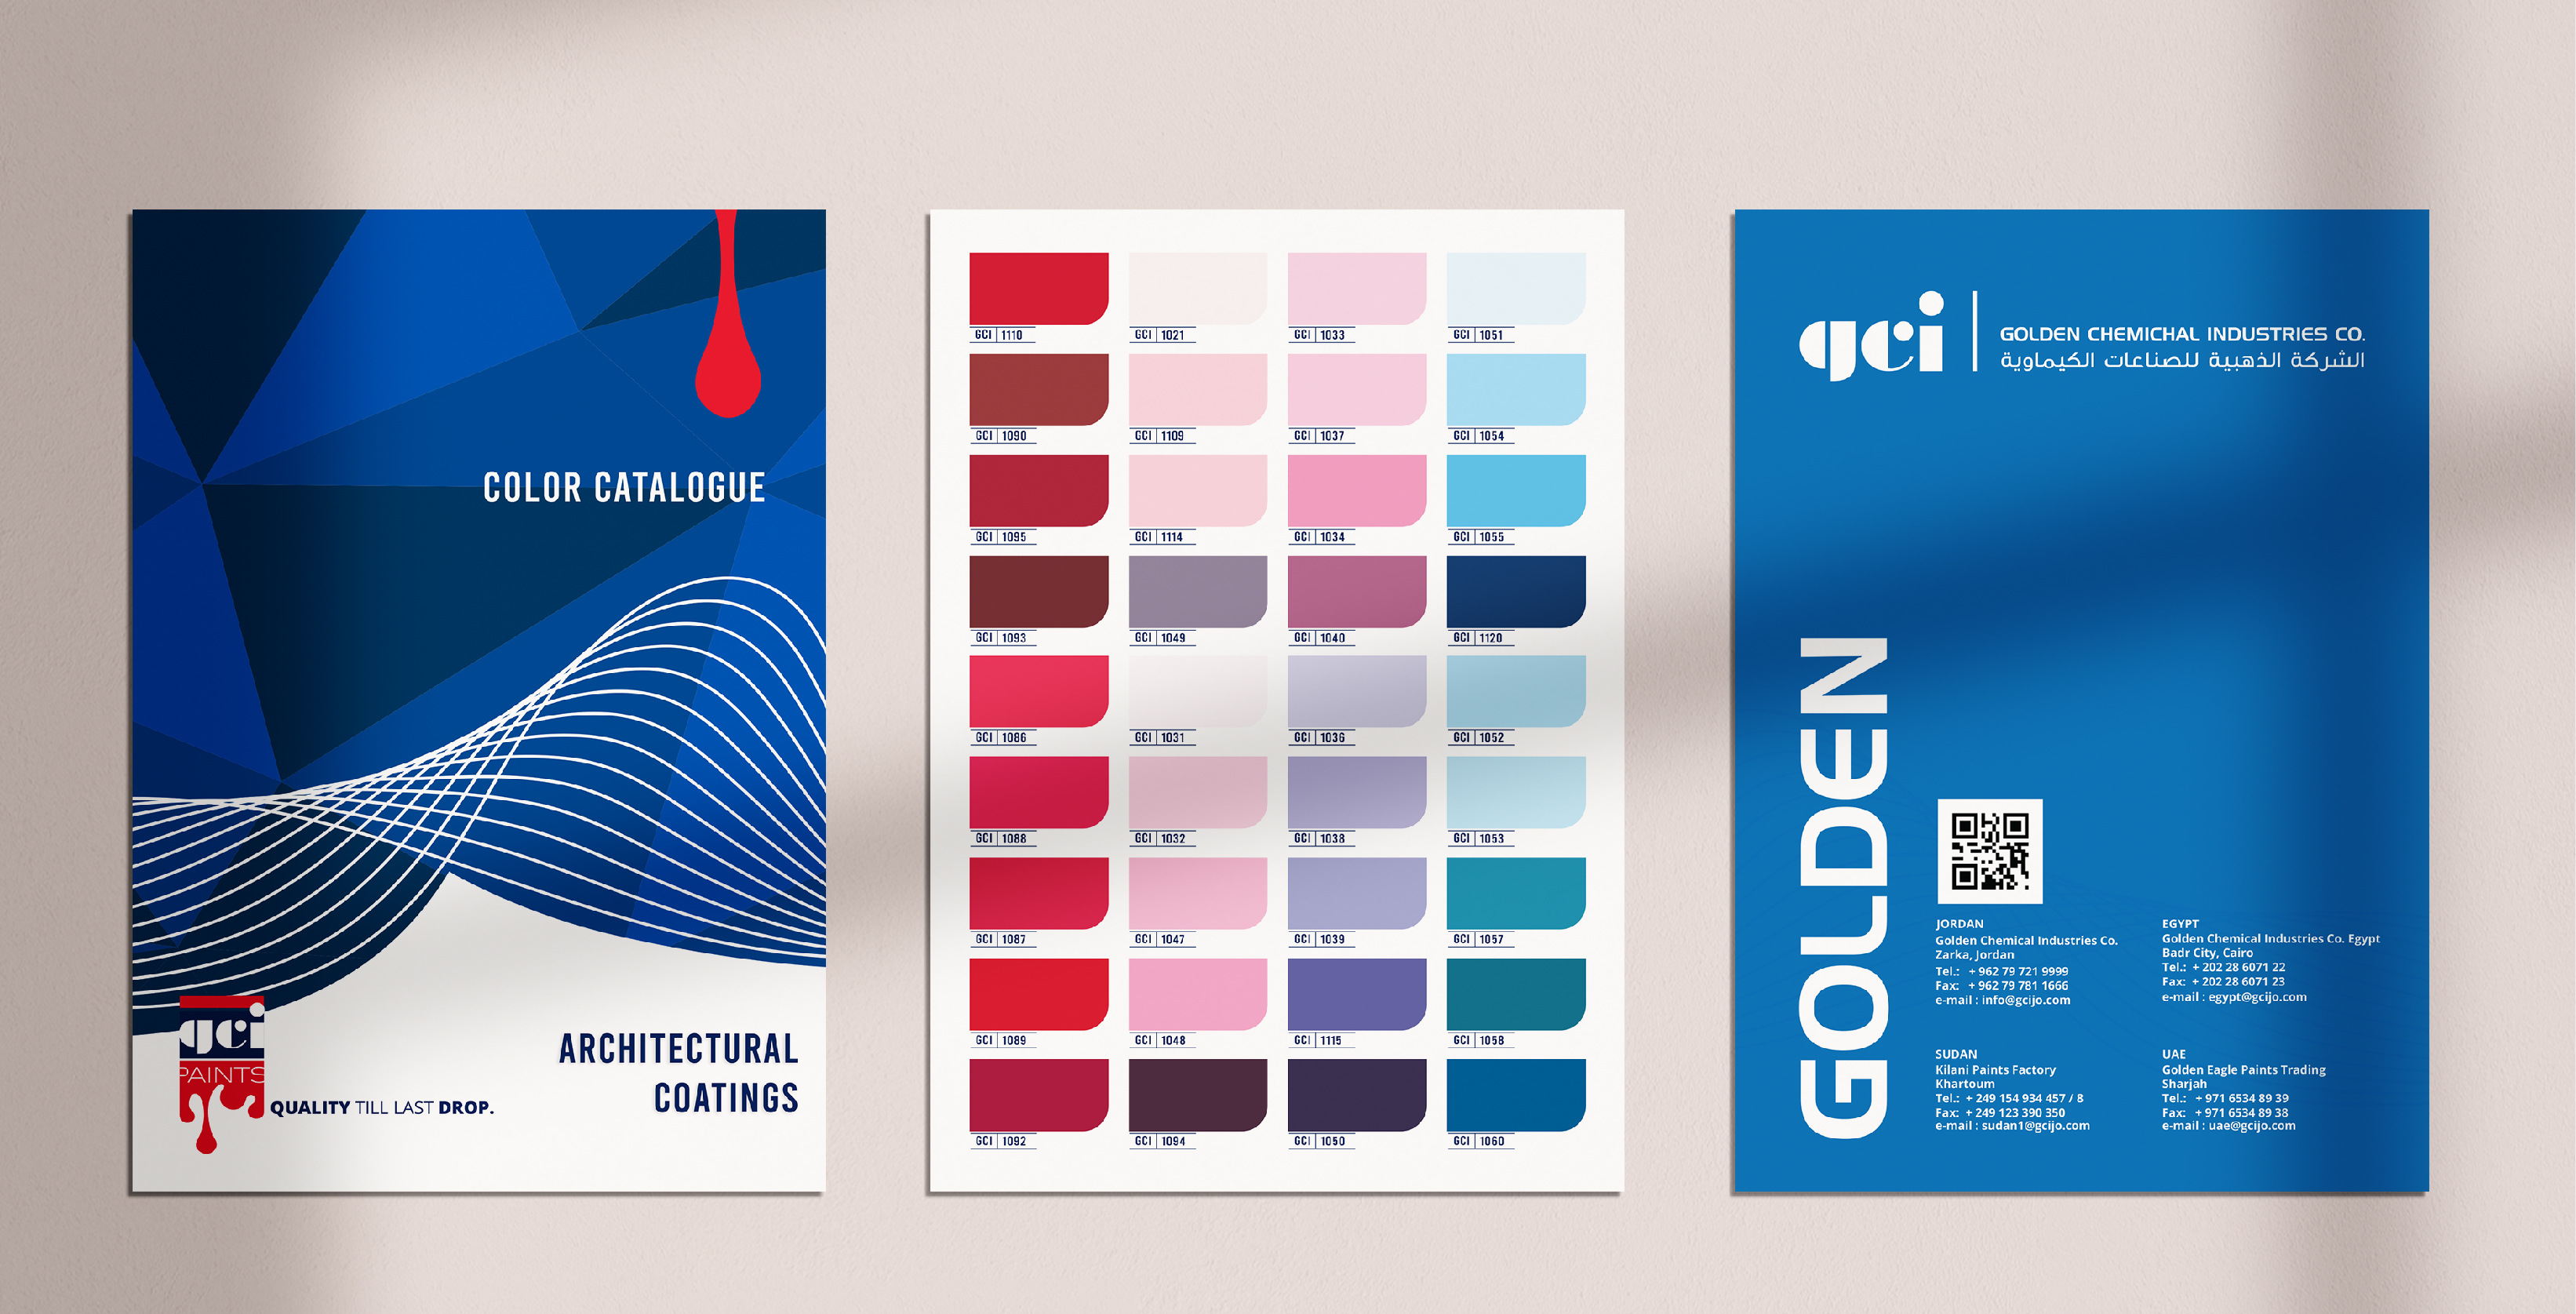 COLOR CATALOGUE
gci
PAINTS
QUALITY TILL LAST DROP.
ARCHITECTURAL
COATINGS
GCI 1110
GCI 1021
GCI 1033
GCI 1051
GCI 1090
GCI 1109
GCI 1037
GCI 1054
GCI 1095
GCI 1114
GCI 1034
GCI 1055
GCI 1093
GCI 1049
GCI 1040
GCI 1120
GCI 1086
GCI 1031
GCI 1036
GCI 1052
GCI 1088
GCI 1032
GCI 1038
GCI 1053
GCI 1087
GCI 1047
GCI 1039
GCI 1057
GCI 1089
GCI 1048
GCI 1115
GCI 1058
GCI 1092
GCI 1094
GCI 1050
GCI 1060
gci
GOLDEN CHEMICHAL INDUSTRIES CO.
الشركة الذهبية للصناعات الكيماوية
GOLDEN
JORDAN
Golden Chemical Industries Co.
Zarka, Jordan
Tel.: + 962 79 721 9999
Fax: + 962 79 781 1666
e-mail : info@gcijo.com
EGYPT
Golden Chemical Industries Co. Egypt
Badr City, Cairo
Tel.: + 202 28 6071 22
Fax: + 202 28 6071 23
e-mail : egypt@gcijo.com
SUDAN
Kilani Paints Factory
Khartoum
Tel.: + 249 154 934 457 / 8
Fax: + 249 123 390 350
e-mail : sudan1@gcijo.com
UAE
Golden Eagle Paints Trading
Sharjah
Tel.: + 971 6534 89 39
Fax: + 971 6534 89 38
e-mail : uae@gcijo.com